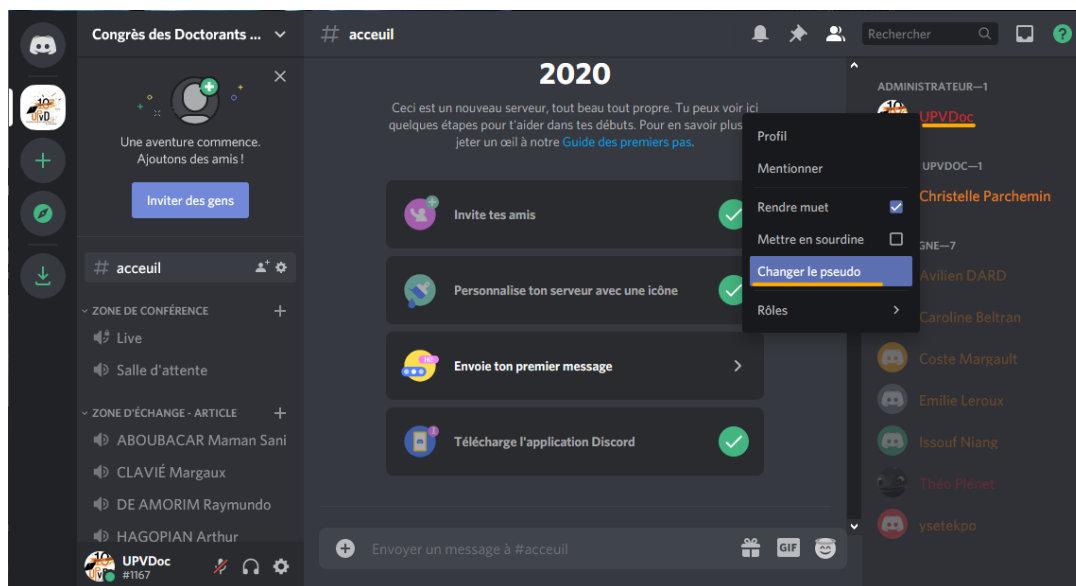 Congrès des Doctorants ...
acceuil
Rechercher
Une aventure commence.
Ajoutons des amis !
Inviter des gens
# acceuil
ZONE DE CONFÉRENCE
Live
Salle d'attente
ZONE D'ÉCHANGE - ARTICLE
ABOUBACAR Maman Sani
CLAVIÉ Margaux
DE AMORIM Raymundo
HAGOPIAN Arthur
UPVDoc
#1167
2020
Ceci est un nouveau serveur, tout beau tout propre. Tu peux voir ici
quelques étapes pour t'aider dans tes débuts. Pour en savoir plus
jeter un œil à notre Guide des premiers pas.
Invite tes amis
Personnalise ton serveur avec une icône
Envoie ton premier message
Télécharge l'application Discord
Envoyer un message à #acceuil
GIF
Profil
Mentionner
Rendre muet
Mettre en sourdine
Changer le pseudo
Rôles
ADMINISTRATEUR—1
UPVDoc
UPVDOC—1
Christelle Parchemin
GNE—7
Avilien DARD
Caroline Beltran
Coste Margault
Emilie Leroux
Issouf Niang
Théo Plénet
ysetekpo